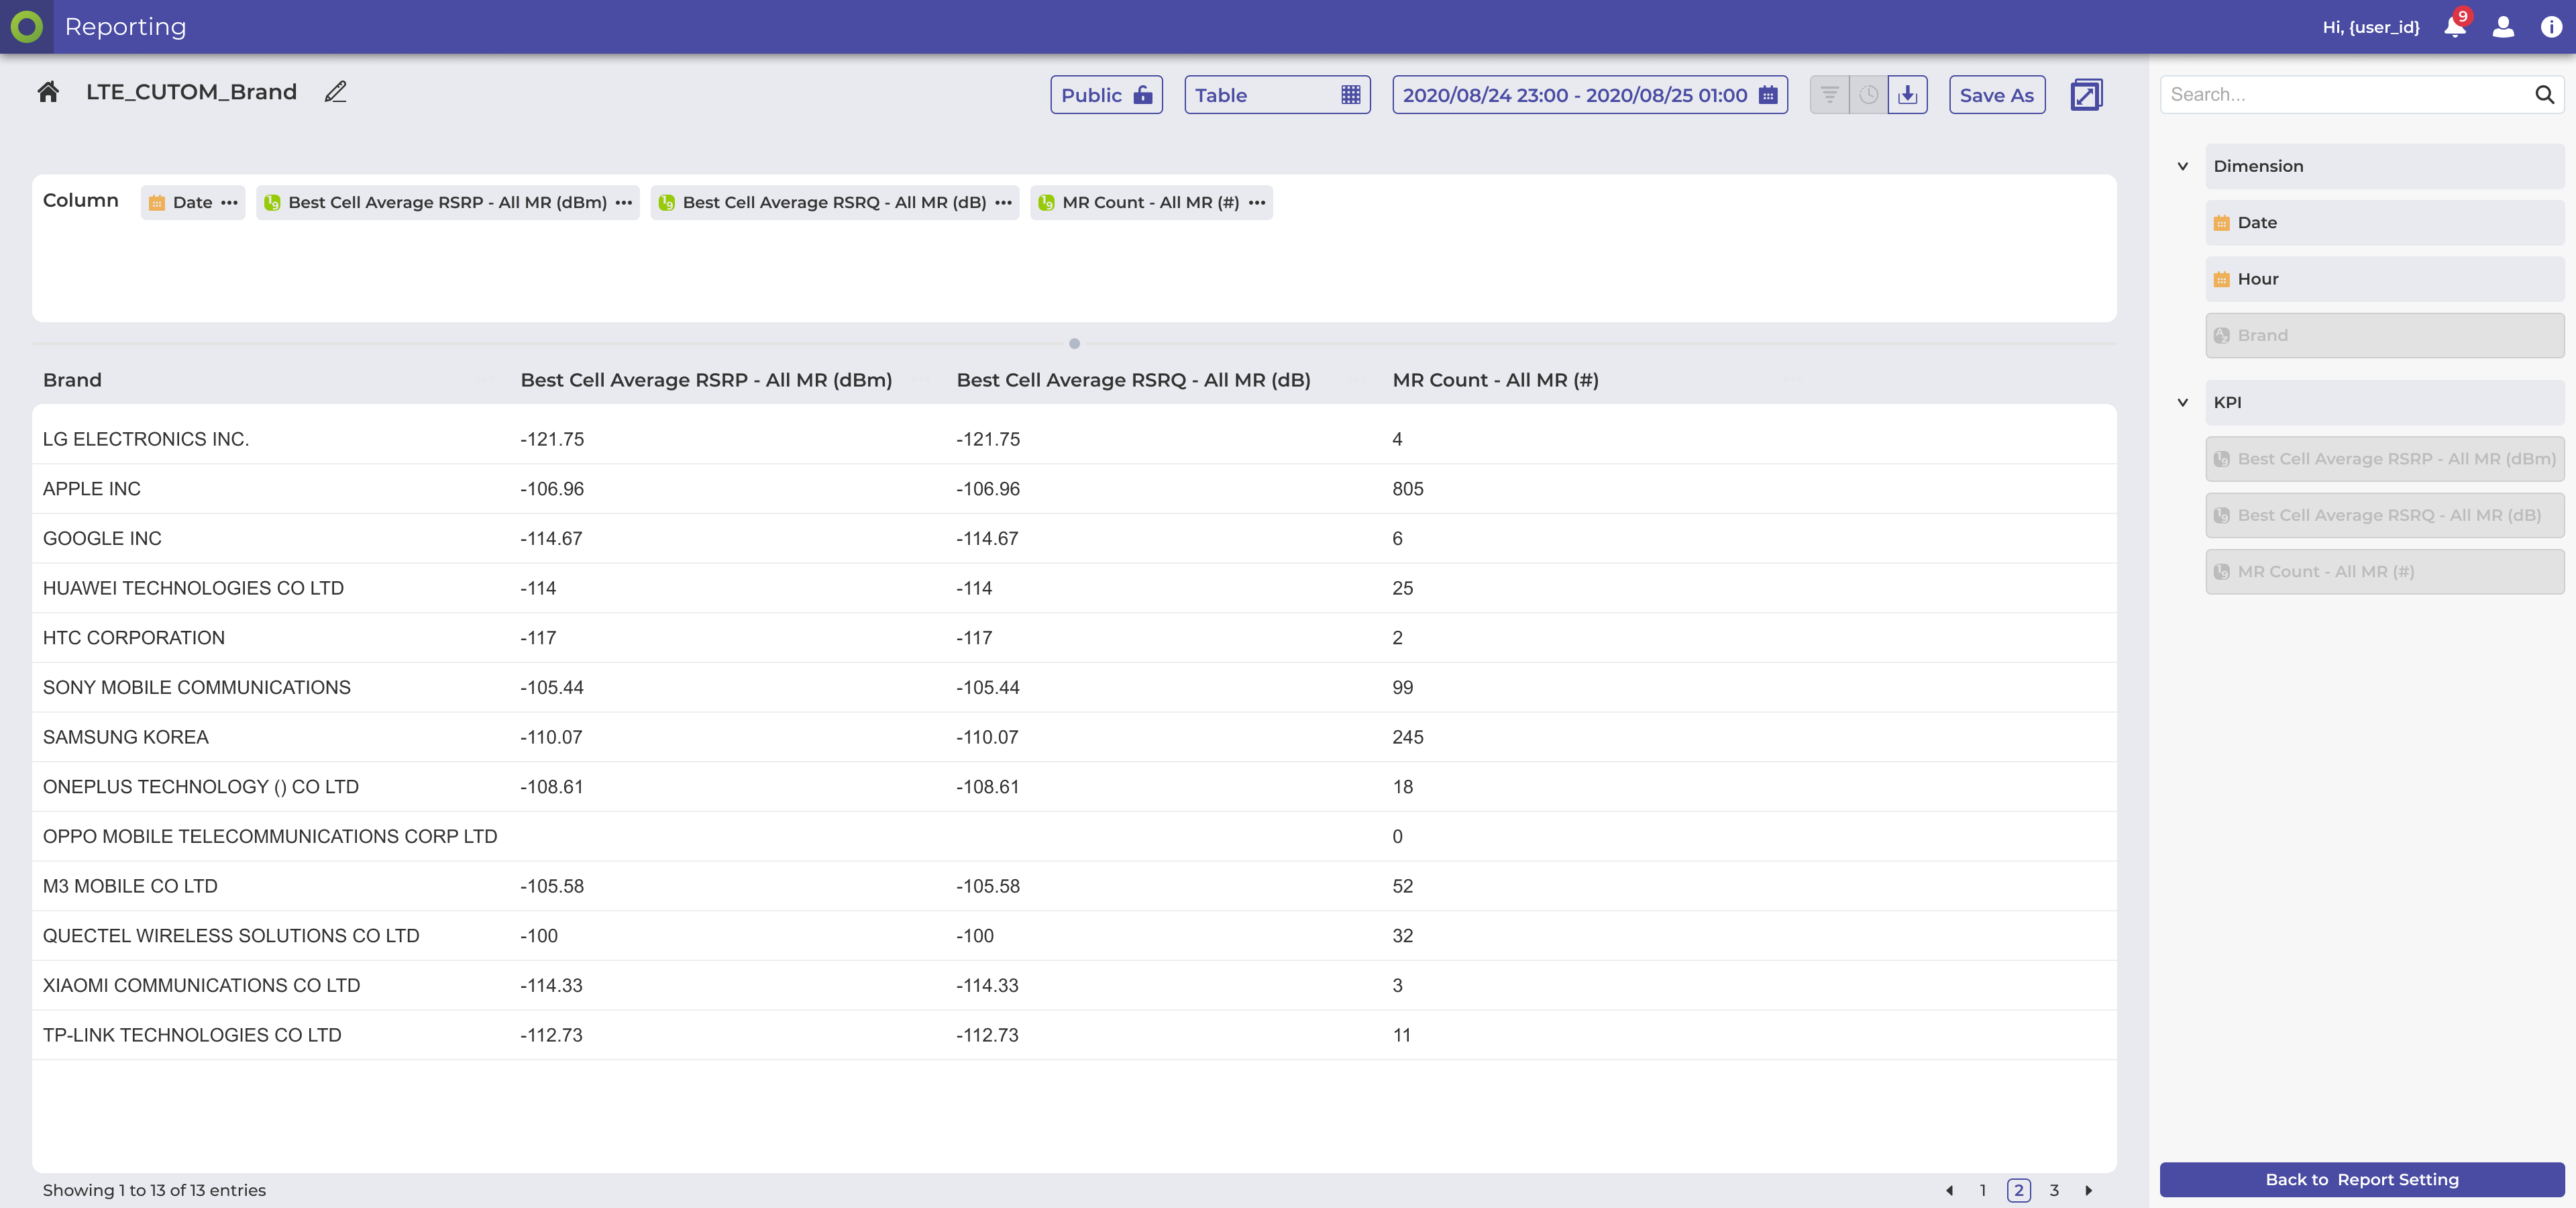 Reporting
Hi, {user_id}
9
LTE_CUTOM_Brand
Public
Table
2020/08/24 23:00 - 2020/08/25 01:00
Save As
Search...
Column
Date •••
Best Cell Average RSRP - All MR (dBm) •••
Best Cell Average RSRQ - All MR (dB) •••
MR Count - All MR (#) •••
Brand Best Cell Average RSRP - All MR (dBm) Best Cell Average RSRQ - All MR (dB) MR Count - All MR (#)
LG ELECTRONICS INC. -121.75 -121.75 4
APPLE INC -106.96 -106.96 805
GOOGLE INC -114.67 -114.67 6
HUAWEI TECHNOLOGIES CO LTD -114 -114 25
HTC CORPORATION -117 -117 2
SONY MOBILE COMMUNICATIONS -105.44 -105.44 99
SAMSUNG KOREA -110.07 -110.07 245
ONEPLUS TECHNOLOGY () CO LTD -108.61 -108.61 18
OPPO MOBILE TELECOMMUNICATIONS CORP LTD 0
M3 MOBILE CO LTD -105.58 -105.58 52
QUECTEL WIRELESS SOLUTIONS CO LTD -100 -100 32
XIAOMI COMMUNICATIONS CO LTD -114.33 -114.33 3
TP-LINK TECHNOLOGIES CO LTD -112.73 -112.73 11
Showing 1 to 13 of 13 entries
1 2 3
Dimension
Date
Hour
Brand
KPI
Best Cell Average RSRP - All MR (dBm)
Best Cell Average RSRQ - All MR (dB)
MR Count - All MR (#)
Back to Report Setting